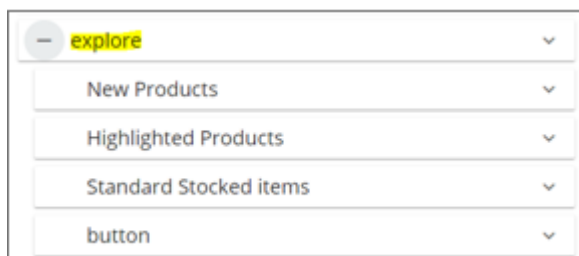 explore
New Products
Highlighted Products
Standard Stocked items
button